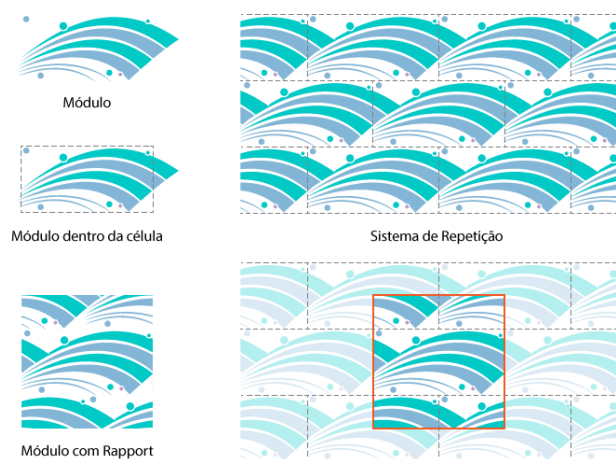 Módulo
Módulo dentro da célula
Sistema de Repetição
Módulo com Rapport